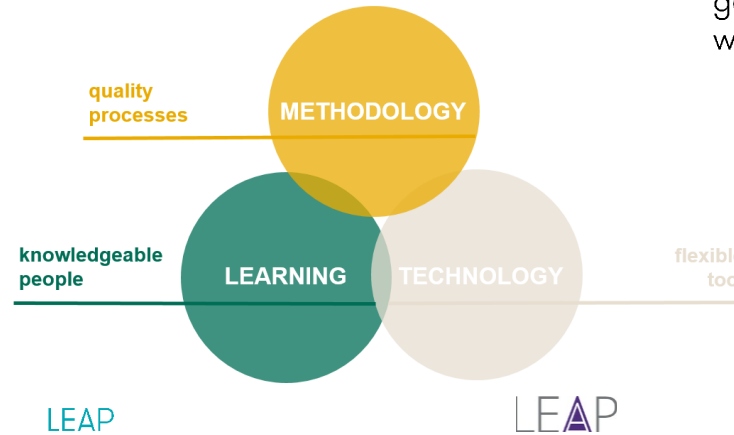 quality
processes
METHODOLOGY
knowledgeable
people
LEARNING
TECHNOLOGY
LEAP
LEAP